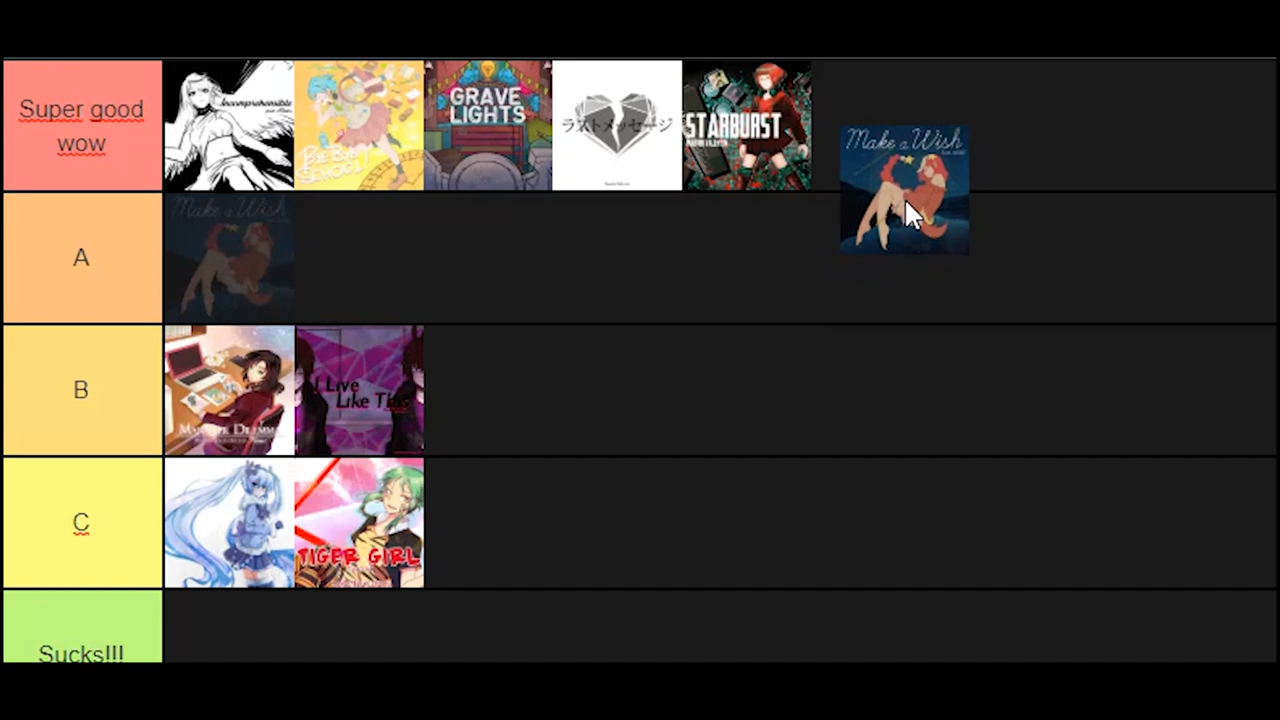 Super good
wow
Incomprehensible
BYE BYE
SCHOOL
GRAVE
LIGHTS
ラストメッセージ
STARBURST
Make a Wish
A
Make a Wish
B
I Live
Like This
C
TIGER GIRL
Sucks!!!